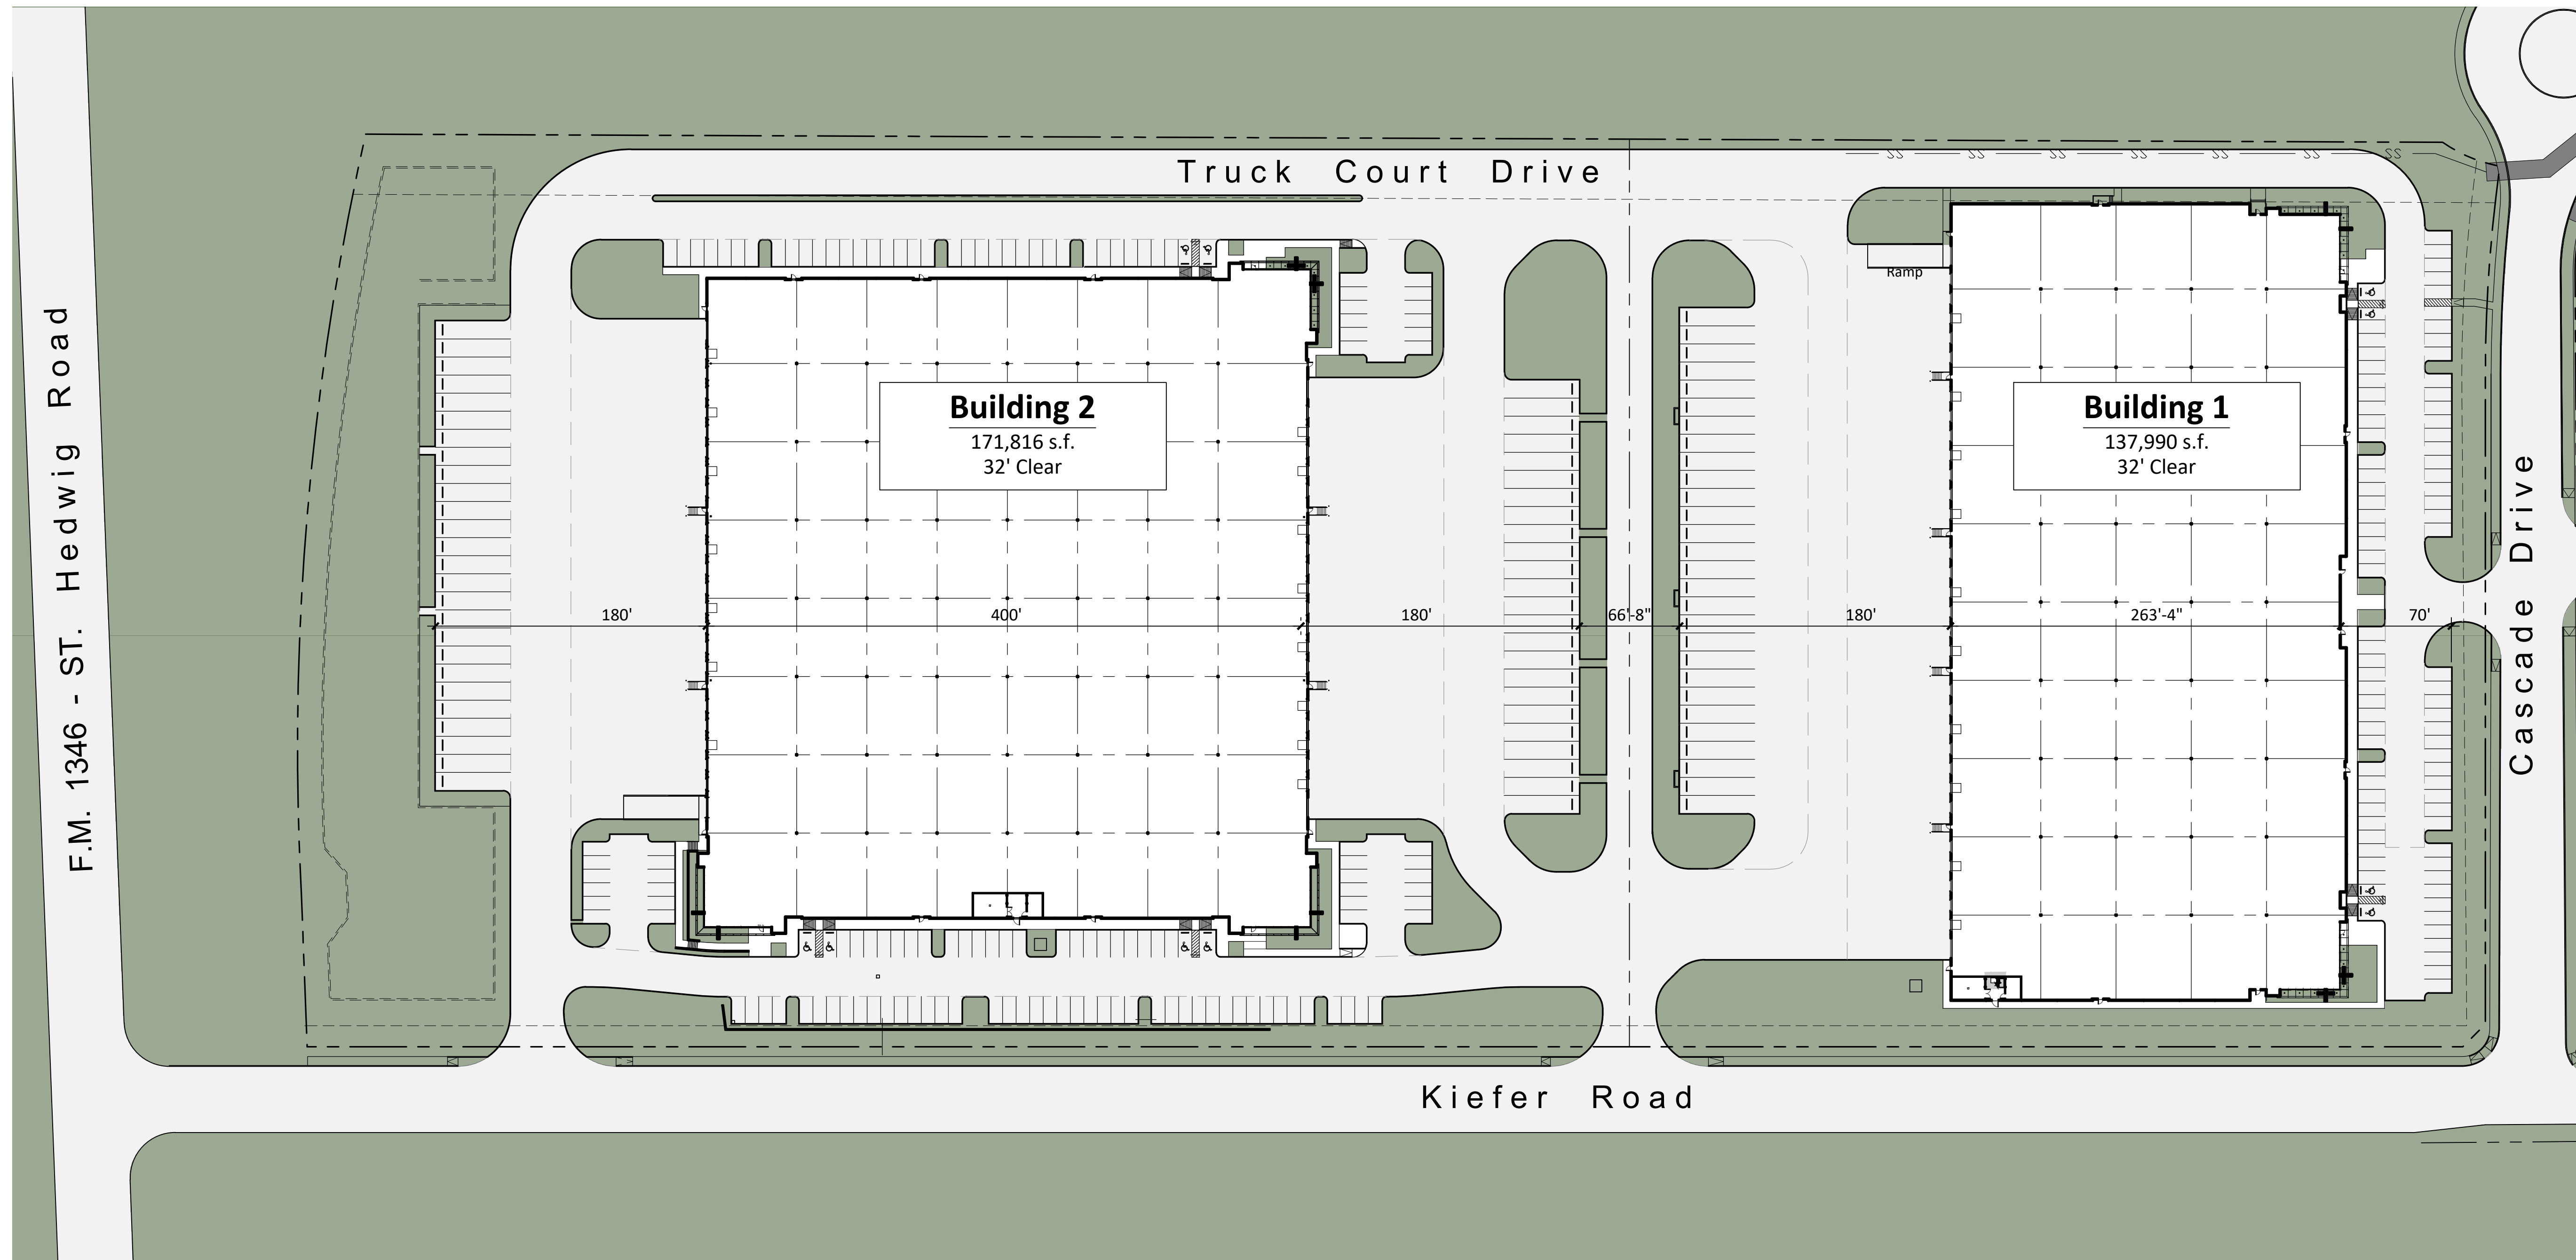 Truck Court Drive
Ramp
F.M. 1346 - ST. Hedwig Road
Building 2
171,816 s.f.
32' Clear
Building 1
137,990 s.f.
32' Clear
Cascade Drive
180'
400'
180'
66'-8"
180'
263'-4"
70'
Kiefer Road